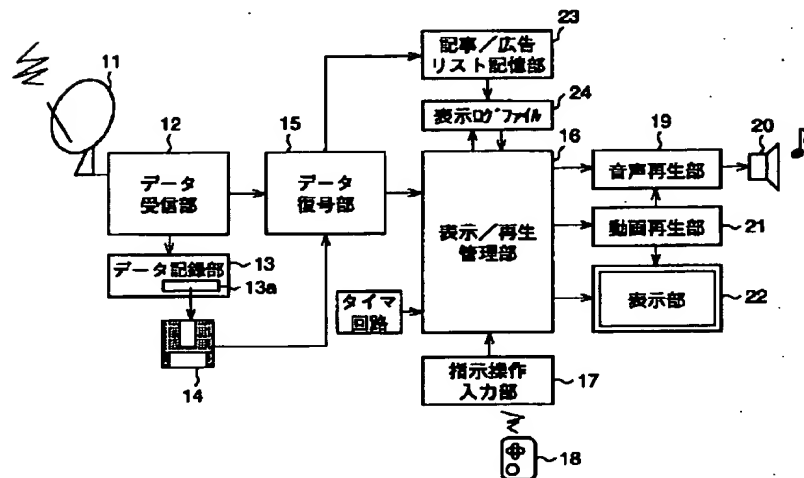 23
記事／広告
リスト記憶部
24
表示ログファイル
11
12
データ
受信部
15
データ
復号部
16
表示／再生
管理部
19
音声再生部
20
動画再生部
21
表示部
22
データ記録部
13
13a
14
タイマ
回路
指示操作
入力部
17
18